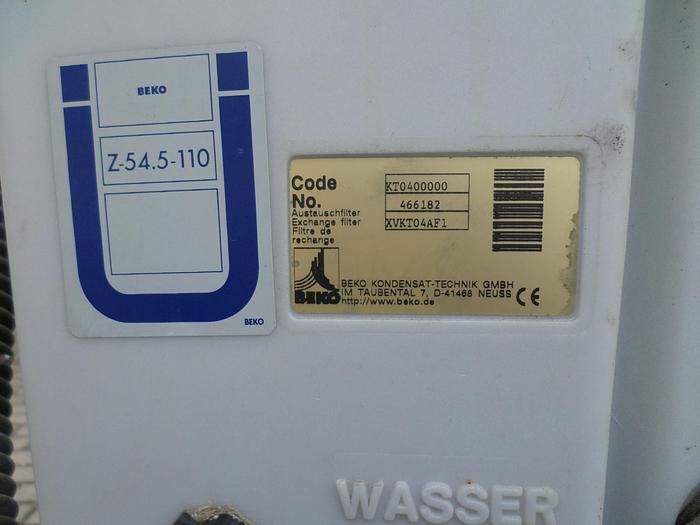 BEKO
Z-54.5-110
BEKO
Code KT0400000
No. 466182
Austauschfilter
Exchange filter XVKT04AF1
Filtre de
rechange
BEKO
BEKO KONDENSAT-TECHNIK GMBH
IM TAUBENTAL 7, D-41468 NEUSS CE
http://www.beko.de
WASSER